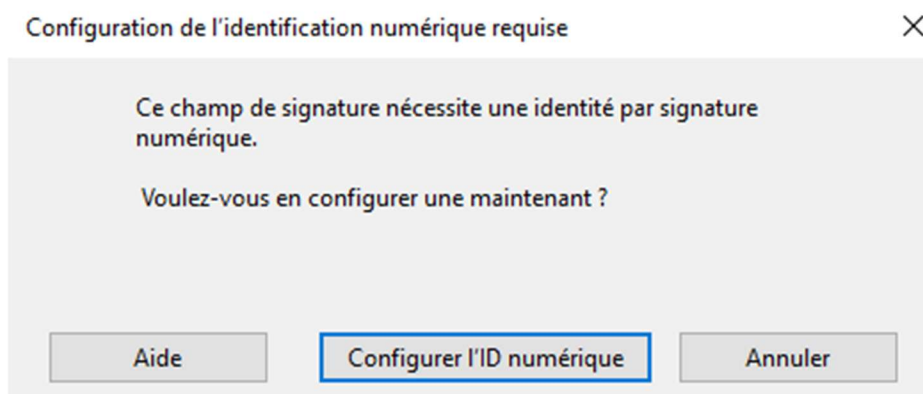 Configuration de l'identification numérique requise
Ce champ de signature nécessite une identité par signature
numérique.
Voulez-vous en configurer une maintenant ?
Aide
Configurer l'ID numérique
Annuler